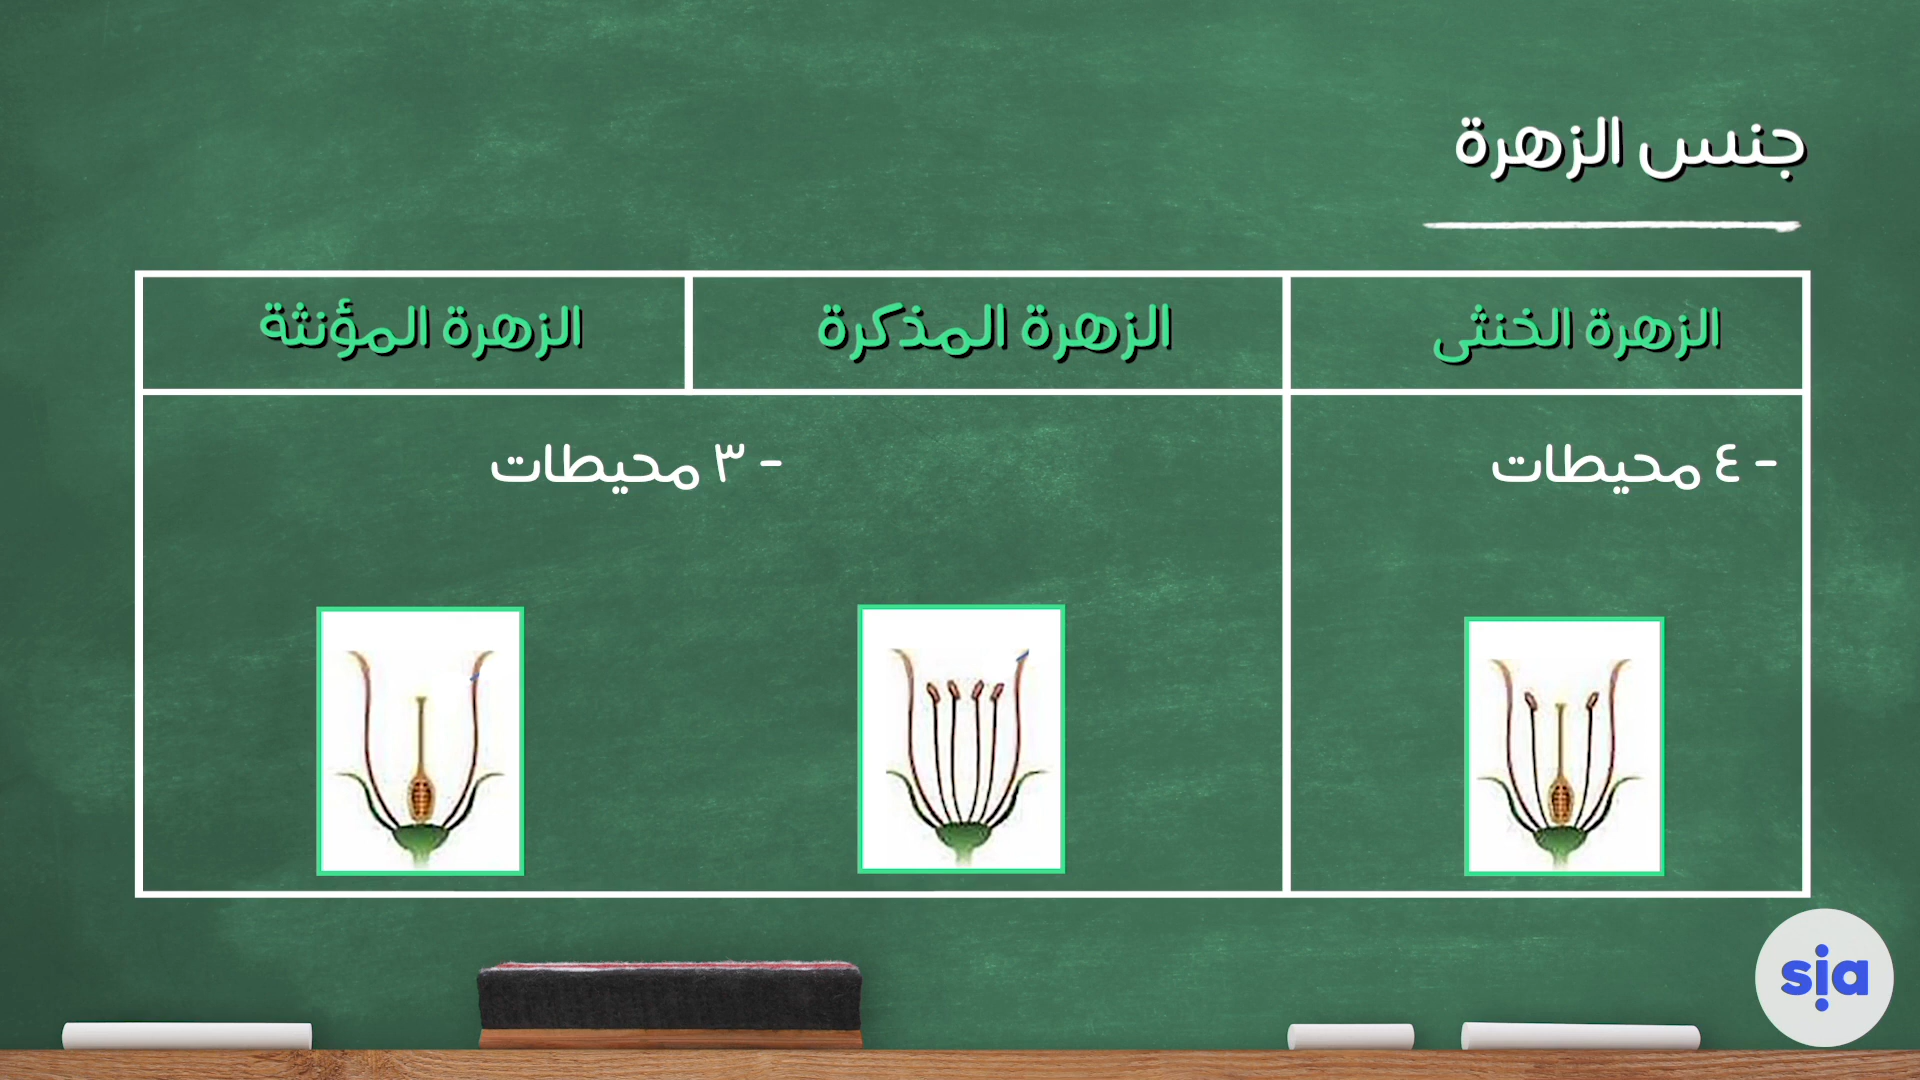 جنس الزهرة
الزهرة الخنثى
الزهرة المذكرة
الزهرة المؤنثة
- ٤ محيطات
- ٣ محيطات
sia